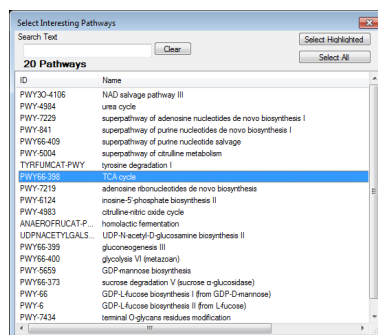 Select Interesting Pathways
Search Text
Clear
Select Highlighted
Select All
20 Pathways
ID Name
PWY3O-4106 NAD salvage pathway III
PWY-4984 urea cycle
PWY-7229 superpathway of adenosine nucleotides de novo biosynthesis I
PWY-841 superpathway of purine nucleotides de novo biosynthesis I
PWY66-409 superpathway of purine nucleotide salvage
PWY-5004 superpathway of citrulline metabolism
TYRFUMCAT-PWY tyrosine degradation I
PWY66-398 TCA cycle
PWY-7219 adenosine ribonucleotides de novo biosynthesis
PWY-6124 inosine-5'-phosphate biosynthesis II
PWY-4983 citrulline-nitric oxide cycle
ANAEROFRUCAT-P... homolactic fermentation
UDPNACETYLGALS... UDP-N-acetyl-D-glucosamine biosynthesis II
PWY66-399 gluconeogenesis III
PWY66-400 glycolysis VI (metazoan)
PWY-5659 GDP-mannose biosynthesis
PWY66-373 sucrose degradation V (sucrose α-glucosidase)
PWY-66 GDP-L-fucose biosynthesis I (from GDP-D-mannose)
PWY-6 GDP-L-fucose biosynthesis II (from L-fucose)
PWY-7434 terminal O-glycans residues modification